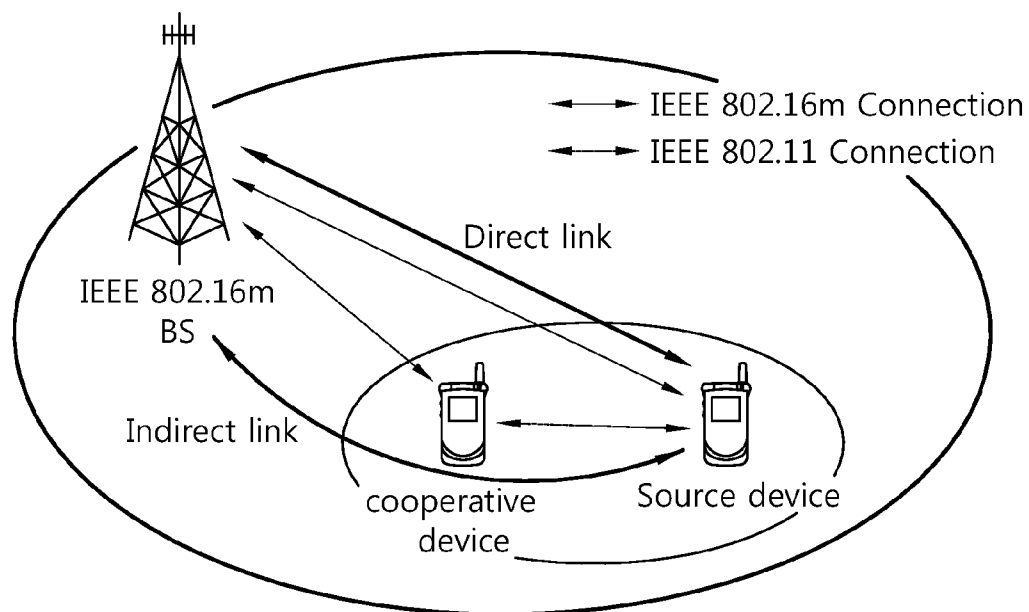 IEEE 802.16m Connection
IEEE 802.11 Connection
Direct link
IEEE 802.16m
BS
Indirect link
cooperative
device
Source device